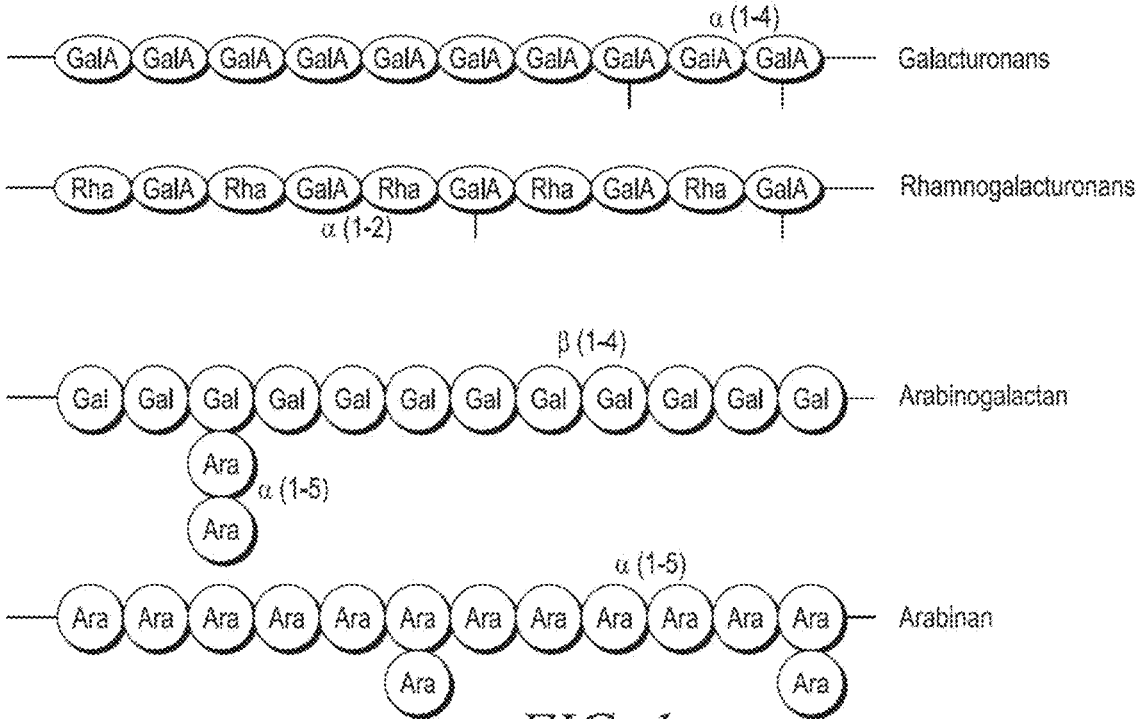 α (1-4)
GalA GalA GalA GalA GalA GalA GalA GalA GalA GalA Galacturonans
Rha GalA Rha GalA Rha GalA Rha GalA Rha GalA Rhamnogalacturonans
α (1-2)
β (1-4)
Gal Gal Gal Gal Gal Gal Gal Gal Gal Gal Gal Gal Arabinogalactan
Ara
α (1-5)
Ara
α (1-5)
Ara Ara Ara Ara Ara Ara Ara Ara Ara Ara Ara Ara Arabinan
Ara Ara